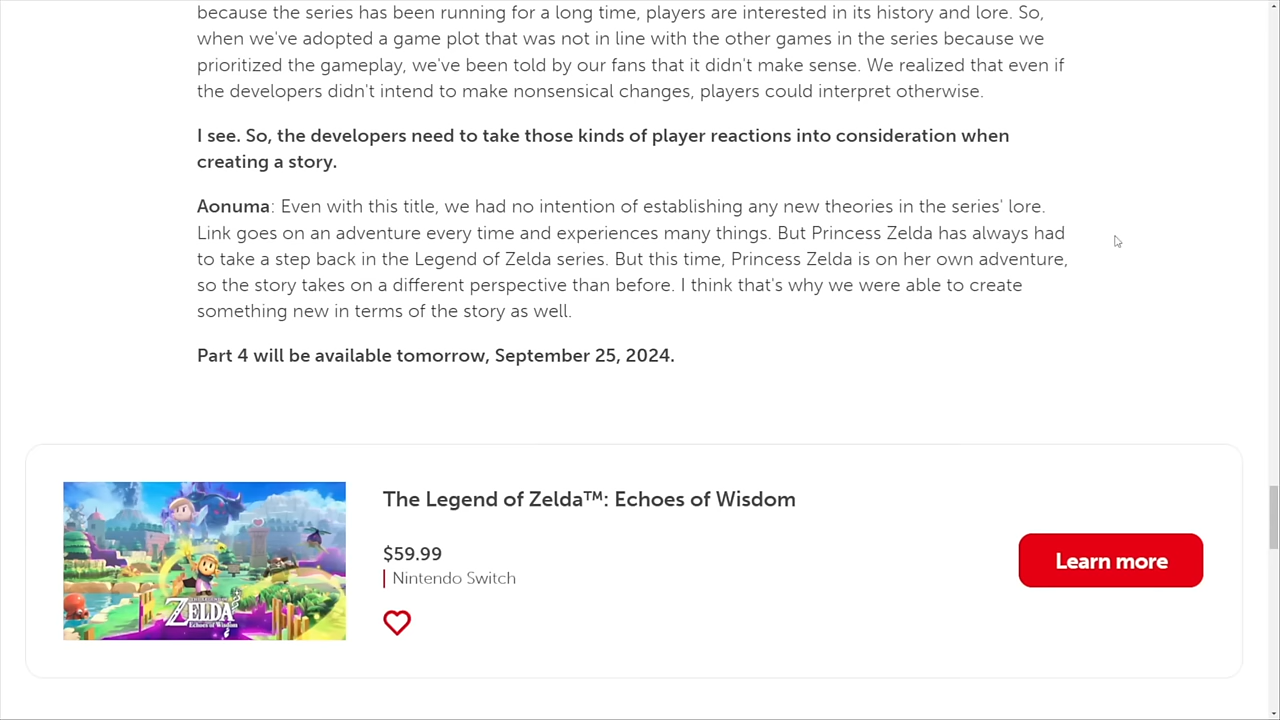 because the series has been running for a long time, players are interested in its history and lore. So,
when we've adopted a game plot that was not in line with the other games in the series because we
prioritized the gameplay, we've been told by our fans that it didn't make sense. We realized that even if
the developers didn't intend to make nonsensical changes, players could interpret otherwise.
I see. So, the developers need to take those kinds of player reactions into consideration when
creating a story.
Aonuma: Even with this title, we had no intention of establishing any new theories in the series' lore.
Link goes on an adventure every time and experiences many things. But Princess Zelda has always had
to take a step back in the Legend of Zelda series. But this time, Princess Zelda is on her own adventure,
so the story takes on a different perspective than before. I think that's why we were able to create
something new in terms of the story as well.
Part 4 will be available tomorrow, September 25, 2024.
The Legend of Zelda™: Echoes of Wisdom
$59.99
Nintendo Switch
Learn more
ZELDA
Echoes of Wisdom